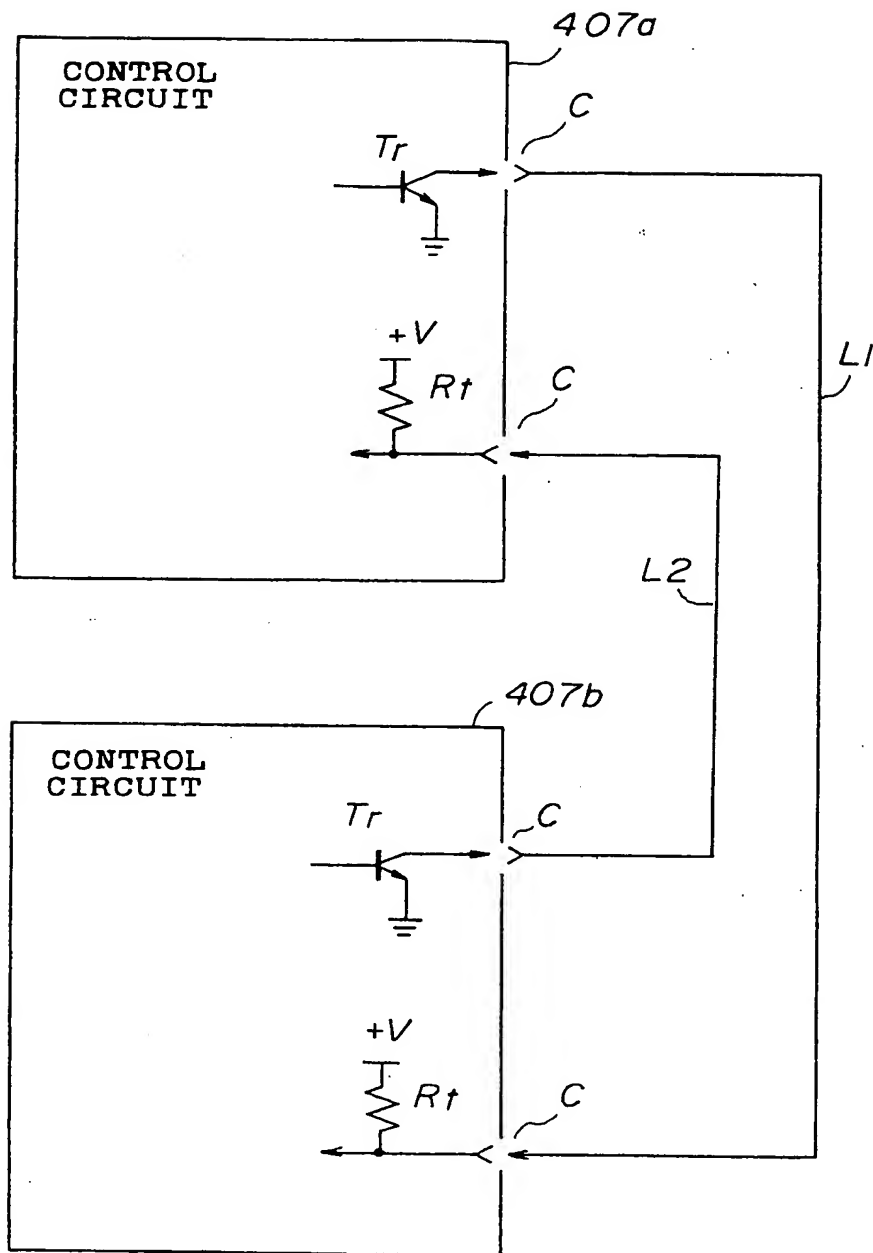 407a
CONTROL
CIRCUIT
C
Tr
+V
Rt
C
L1
L2
407b
CONTROL
CIRCUIT
Tr
C
+V
Rt
C